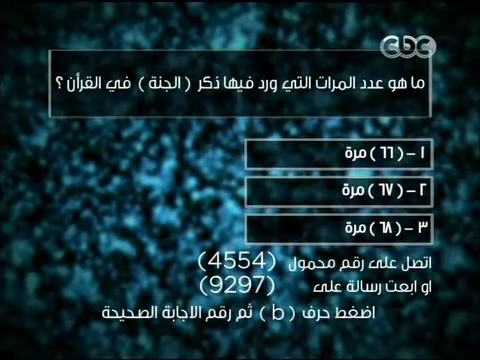 cbc
ما هو عدد المرات التي ورد فيها ذكر ( الجنة ) في القرأن ؟
١ - ( ٦٦ ) مرة
٢ - ( ٦٧ ) مرة
٣ - ( ٦٨ ) مرة
اتصل على رقم محمول (4554)
او ابعت رسالة على (9297)
اضغط حرف ( b ) ثم رقم الاجابة الصحيحة